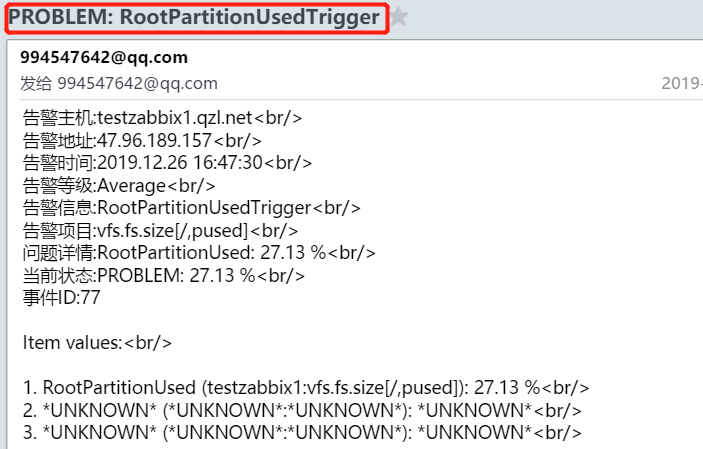 PROBLEM: RootPartitionUsedTrigger
994547642@qq.com
发给 994547642@qq.com
2019-
告警主机:testzabbix1.qzl.net<br/>
告警地址:47.96.189.157<br/>
告警时间:2019.12.26 16:47:30<br/>
告警等级:Average<br/>
告警信息:RootPartitionUsedTrigger<br/>
告警项目:vfs.fs.size[/,pused]<br/>
问题详情:RootPartitionUsed: 27.13 %<br/>
当前状态:PROBLEM: 27.13 %<br/>
事件ID:77
Item values:<br/>
1. RootPartitionUsed (testzabbix1:vfs.fs.size[/,pused]): 27.13 %<br/>
2. *UNKNOWN* (*UNKNOWN*:*UNKNOWN*): *UNKNOWN*<br/>
3. *UNKNOWN* (*UNKNOWN*:*UNKNOWN*): *UNKNOWN*<br/>